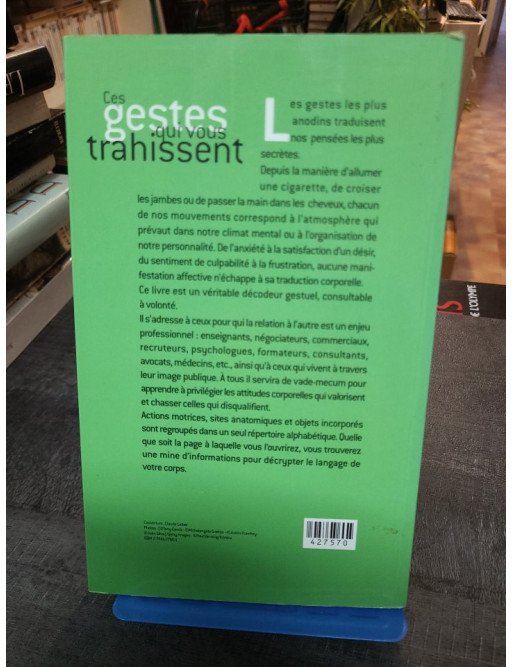 Ces
gestes
qui vous
trahissent
Les gestes les plus
anodins traduisent
nos pensées les plus
secrètes.
Depuis la manière d'allumer
une cigarette, de croiser
les jambes ou de passer la main dans les cheveux, chacun
de nos mouvements correspond à l'atmosphère qui
prévaut dans notre climat mental ou à l'organisation de
notre personnalité. De l'anxiété à la satisfaction d'un désir,
du sentiment de culpabilité à la frustration, aucune mani-
festation affective n'échappe à sa traduction corporelle.
Ce livre est un véritable décodeur gestuel, consultable
à volonté.
Il s'adresse à ceux pour qui la relation à l'autre est un enjeu
professionnel : enseignants, négociateurs, commerciaux,
recruteurs, psychologues, formateurs, consultants,
avocats, médecins, etc., ainsi qu'à ceux qui vivent à travers
leur image publique. À tous il servira de vade-mecum pour
apprendre à privilégier les attitudes corporelles qui valorisent
et chasser celles qui disqualifient.
Actions motrices, sites anatomiques et objets incorporés
sont regroupés dans un seul répertoire alphabétique. Quelle
que soit la page à laquelle vous l'ouvrirez, vous trouverez
une mine d'informations pour décrypter le langage de
votre corps.
Couverture :
427570
DE L'OLYMPE